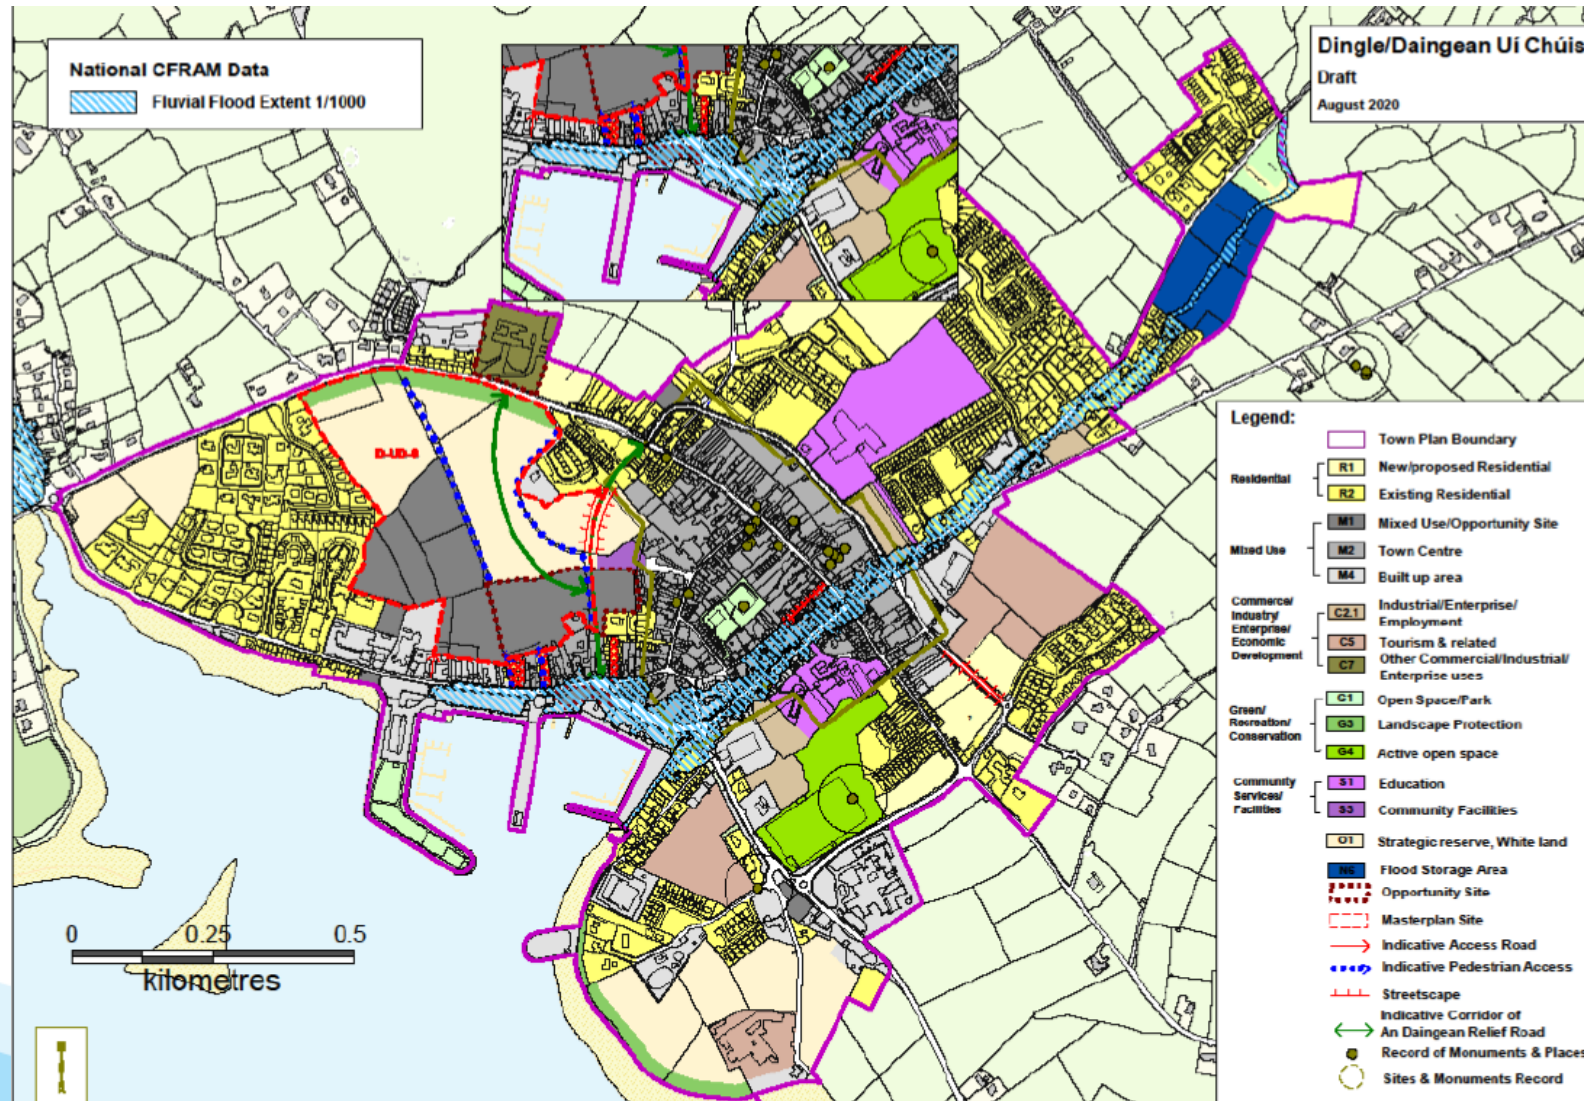 National CFRAM Data
Fluvial Flood Extent 1/1000
Dingle/Daingean Uí Chúis
Draft
August 2020
D-UD-6
0 0.25 0.5
kilometres
Legend:
Town Plan Boundary
Residential
R1 New/proposed Residential
R2 Existing Residential
Mixed Use
M1 Mixed Use/Opportunity Site
M2 Town Centre
M4 Built up area
Commerce/
Industry/
Enterprise/
Economic
Development
C2.1 Industrial/Enterprise/
Employment
C5 Tourism & related
C7 Other Commercial/Industrial/
Enterprise uses
Green/
Recreation/
Conservation
G1 Open Space/Park
G3 Landscape Protection
G4 Active open space
Community
Services/
Facilities
S1 Education
S3 Community Facilities
O1 Strategic reserve, White land
N6 Flood Storage Area
Opportunity Site
Masterplan Site
Indicative Access Road
Indicative Pedestrian Access
Streetscape
Indicative Corridor of
An Daingean Relief Road
Record of Monuments & Places
Sites & Monuments Record